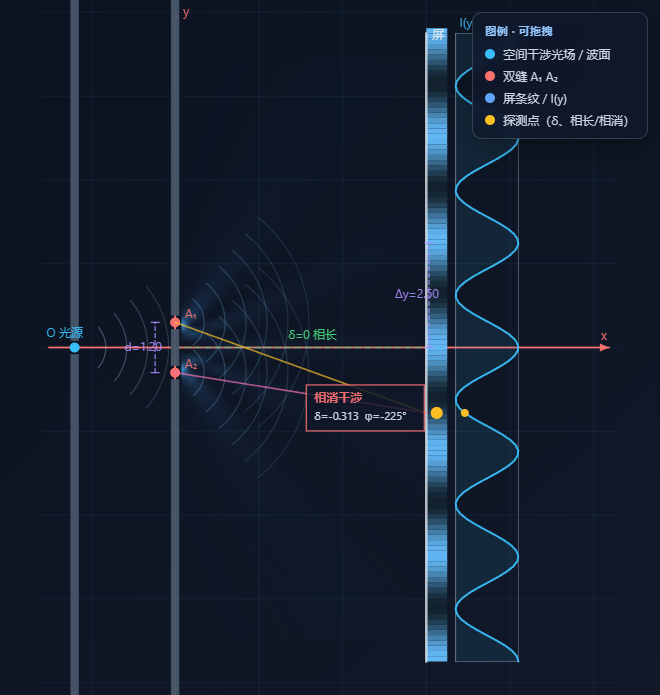 y
屏
I(y
图例 · 可拖拽
空间干涉光场 / 波面
双缝 A₁ A₂
屏条纹 / I(y)
探测点（δ、相长/相消）
Δy=2.60
A₁
O 光源
d=1.20
δ=0 相长
x
A₂
相消干涉
δ=-0.313 φ=-225°